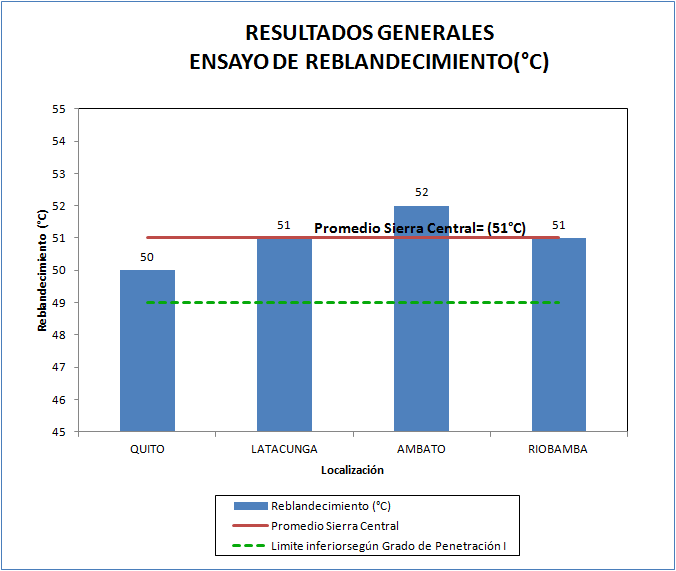 RESULTADOS GENERALES
ENSAYO DE REBLANDECIMIENTO(°C)
55
54
53
52
51
50
49
48
47
46
45
Reblandecimiento (°C)
50
51
52
51
Promedio Sierra Central= (51°C)
QUITO
LATACUNGA
AMBATO
RIOBAMBA
Localización
Reblandecimiento (°C)
Promedio Sierra Central
Limite inferiorsegún Grado de Penetración I